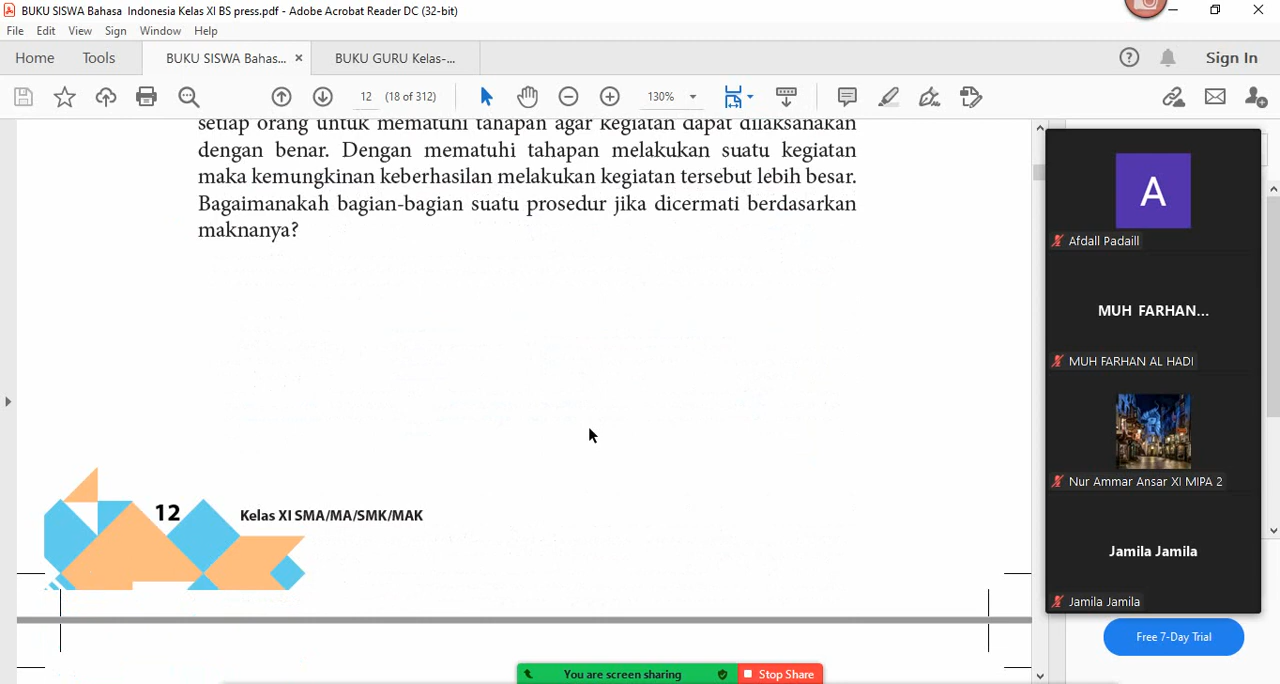 BUKU SISWA Bahasa  Indonesia Kelas XI BS press.pdf - Adobe Acrobat Reader DC (32-bit)
File Edit View Sign Window Help
Home Tools BUKU SISWA Bahas... × BUKU GURU Kelas-... Sign In
12 (18 of 312) 130%
setiap orang untuk mematuhi tahapan agar kegiatan dapat dilaksanakan
dengan benar. Dengan mematuhi tahapan melakukan suatu kegiatan
maka kemungkinan keberhasilan melakukan kegiatan tersebut lebih besar.
Bagaimanakah bagian-bagian suatu prosedur jika dicermati berdasarkan
maknanya?
12 Kelas XI SMA/MA/SMK/MAK
A
Afdall Padaill
MUH FARHAN...
MUH FARHAN AL HADI
Nur Ammar Ansar XI MIPA 2
Jamila Jamila
Jamila Jamila
Free 7-Day Trial
You are screen sharing Stop Share